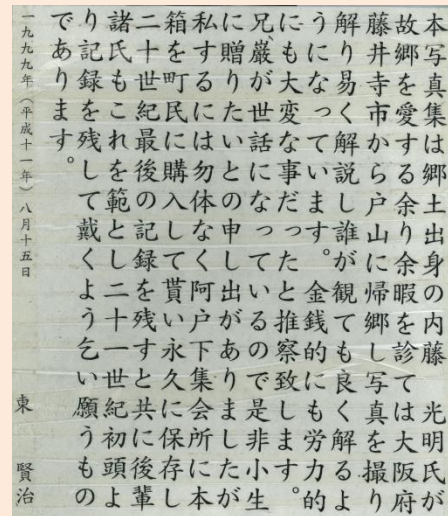 本写真集は郷土出身の内藤　光明氏が
故郷を愛する余り余暇を診ては大阪府
藤井寺市から戸山に帰郷し写真を撮り
解り易く解説し誰が観ても良く解るよ
うになっています。金銭的にも労力的
にも大変な事だったと推察致します。
兄、巌が世話になっているので是非小生
に贈りたいとの申し出がありましたが
私するには勿体なく阿戸下集会所に本
箱を町民に購入して貰い永久に保存し
二十世紀最後の記録を残すと共に後輩
諸氏もこれを範とし二十一世紀初頭よ
り記録を残して戴くよう乞い願うもの
であります。
一九九九年（平成十一年）八月十五日　東　賢治